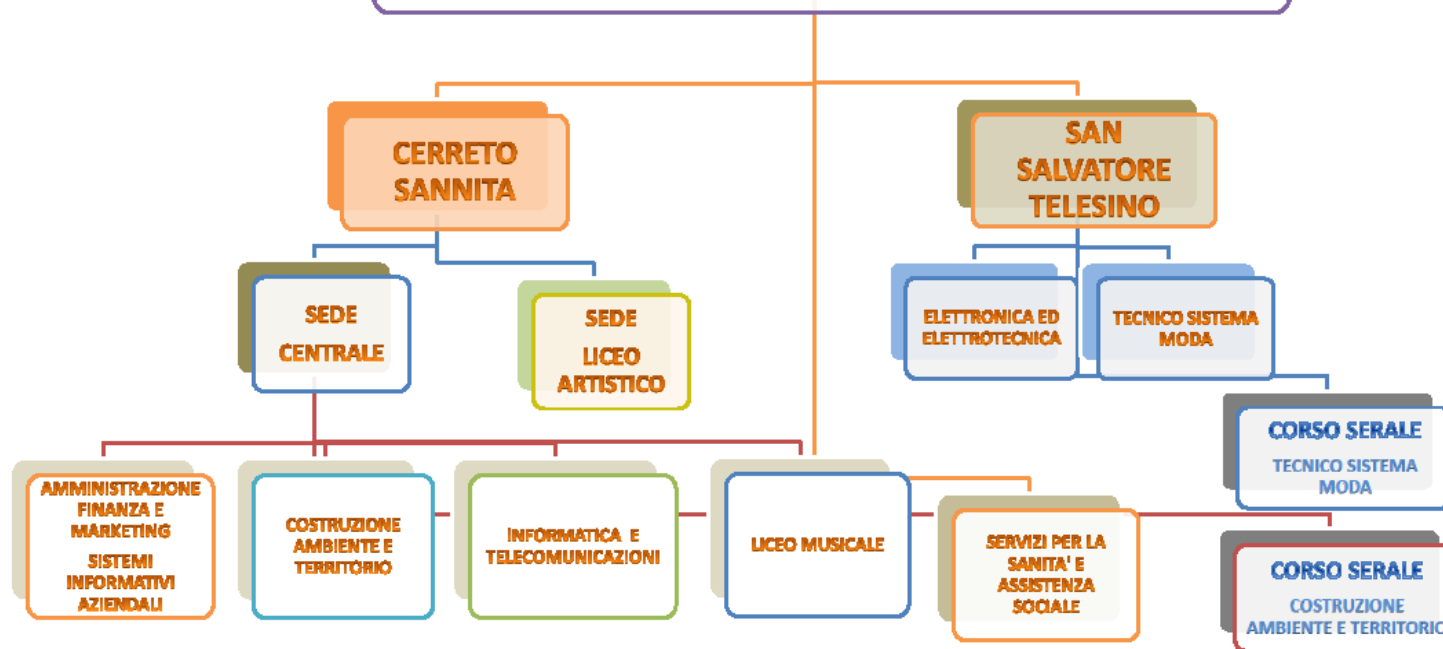 CERRETO
SANNITA
SAN
SALVATORE
TELESINO
SEDE
CENTRALE
SEDE
LICEO
ARTISTICO
ELETTRONICA ED
ELETTROTECNICA
TECNICO SISTEMA
MODA
CORSO SERALE
TECNICO SISTEMA
MODA
AMMINISTRAZIONE
FINANZA E
MARKETING
SISTEMI
INFORMATIVI
AZIENDALI
COSTRUZIONE
AMBIENTE E
TERRITORIO
INFORMATICA E
TELECOMUNICAZIONI
LICEO MUSICALE
SERVIZI PER LA
SANITA' E
ASSISTENZA
SOCIALE
CORSO SERALE
COSTRUZIONE
AMBIENTE E TERRITORIO